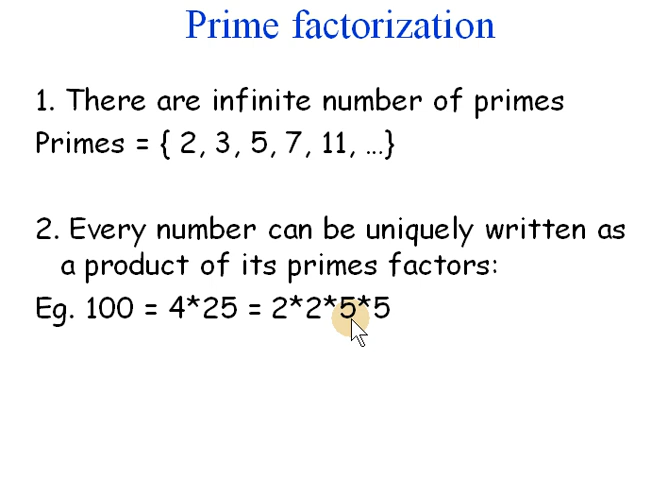 Prime factorization
1. There are infinite number of primes
Primes = { 2, 3, 5, 7, 11, ...}
2. Every number can be uniquely written as
a product of its primes factors:
Eg. 100 = 4*25 = 2*2*5*5